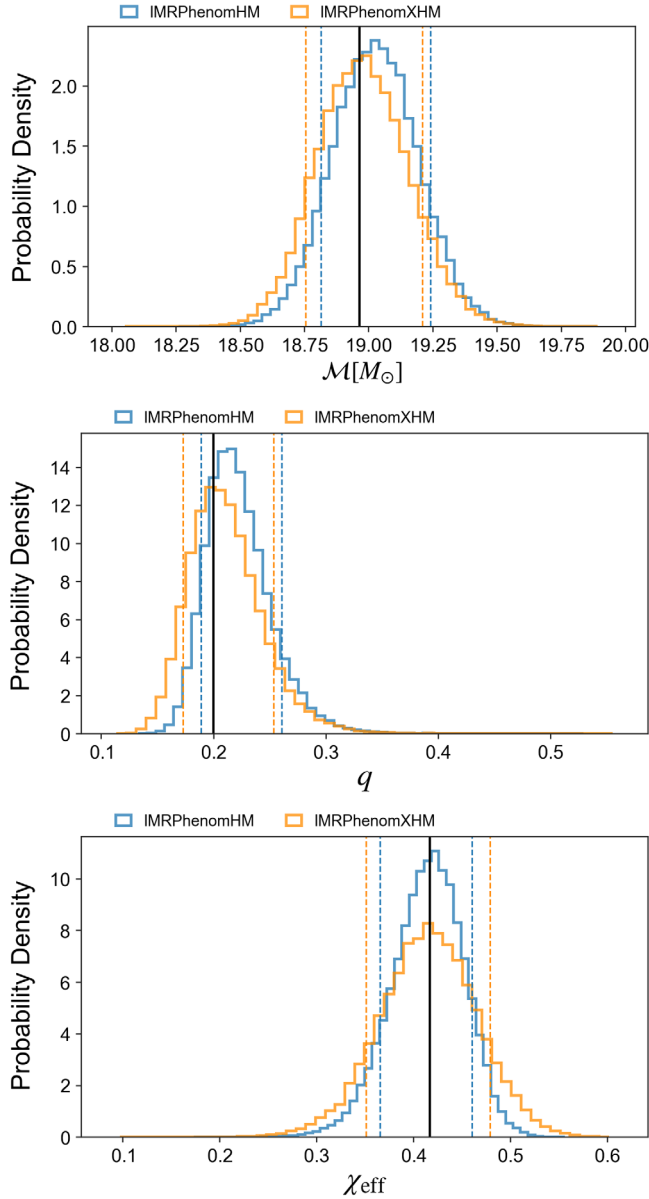 IMRPhenomHM IMRPhenomXHM
Probability Density
2.0
1.5
1.0
0.5
0.0
18.00 18.25 18.50 18.75 19.00 19.25 19.50 19.75 20.00
ℳ[M⊙]
IMRPhenomHM IMRPhenomXHM
Probability Density
14
12
10
8
6
4
2
0
0.1 0.2 0.3 0.4 0.5
q
IMRPhenomHM IMRPhenomXHM
Probability Density
10
8
6
4
2
0
0.1 0.2 0.3 0.4 0.5 0.6
χeff